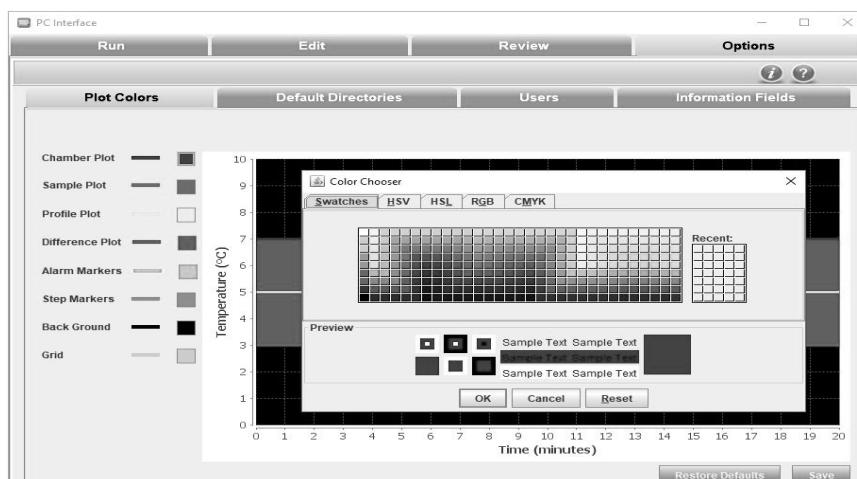 PC Interface
Run Edit Review Options
i ?
Plot Colors Default Directories Users Information Fields
Chamber Plot
Sample Plot
Profile Plot
Difference Plot
Alarm Markers
Step Markers
Back Ground
Grid
Temperature (°C)
10
9
8
7
6
5
4
3
2
1
0
0 1 2 3 4 5 6 7 8 9 10 11 12 13 14 15 16 17 18 19 20
Time (minutes)
Color Chooser
Swatches HSV HSL RGB CMYK
Recent:
Preview
Sample Text Sample Text
Sample Text Sample Text
Sample Text Sample Text
OK Cancel Reset
Restore Defaults Save